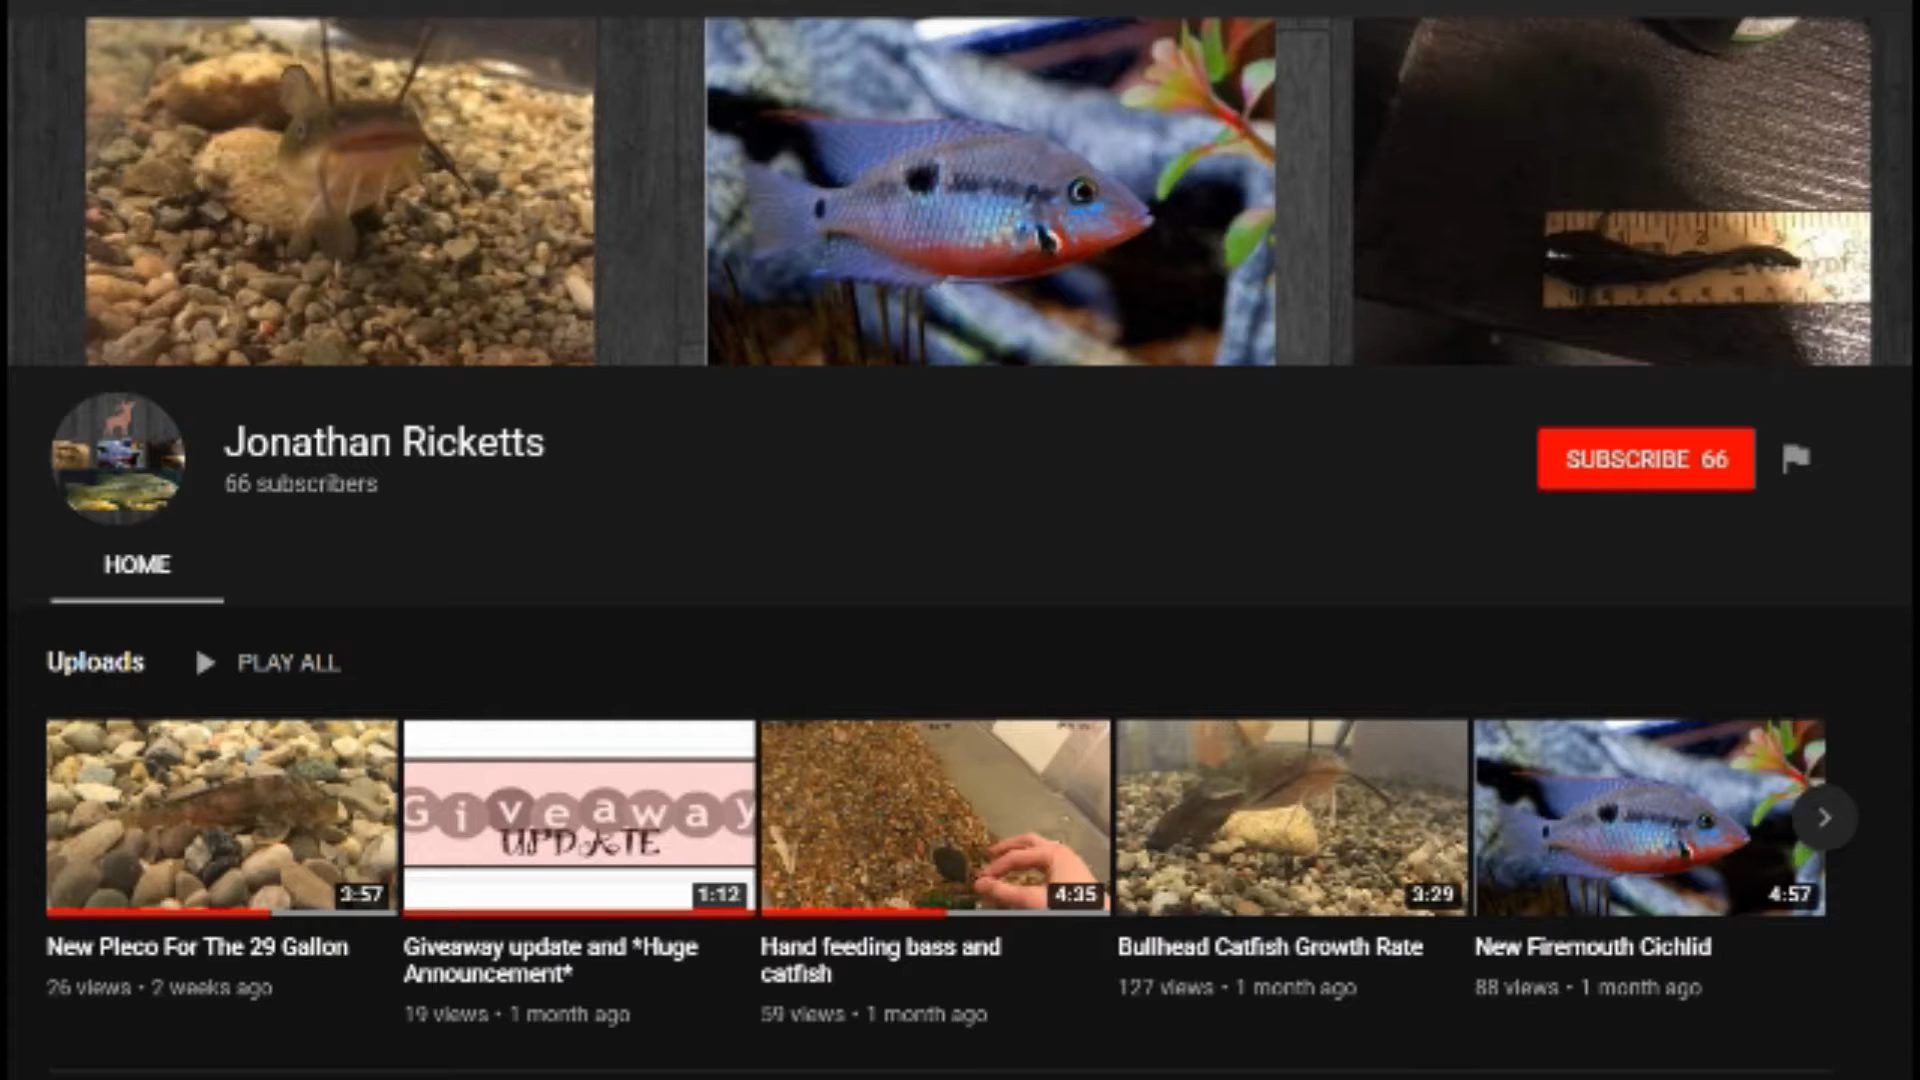 Jonathan Ricketts
66 subscribers
SUBSCRIBE 66
HOME
Uploads
PLAY ALL
Giveaway
UPDATE
3:57
1:12
4:35
3:29
4:57
New Pleco For The 29 Gallon
26 views • 2 weeks ago
Giveaway update and *Huge
Announcement*
19 views • 1 month ago
Hand feeding bass and
catfish
59 views • 1 month ago
Bullhead Catfish Growth Rate
127 views • 1 month ago
New Firemouth Cichlid
88 views • 1 month ago